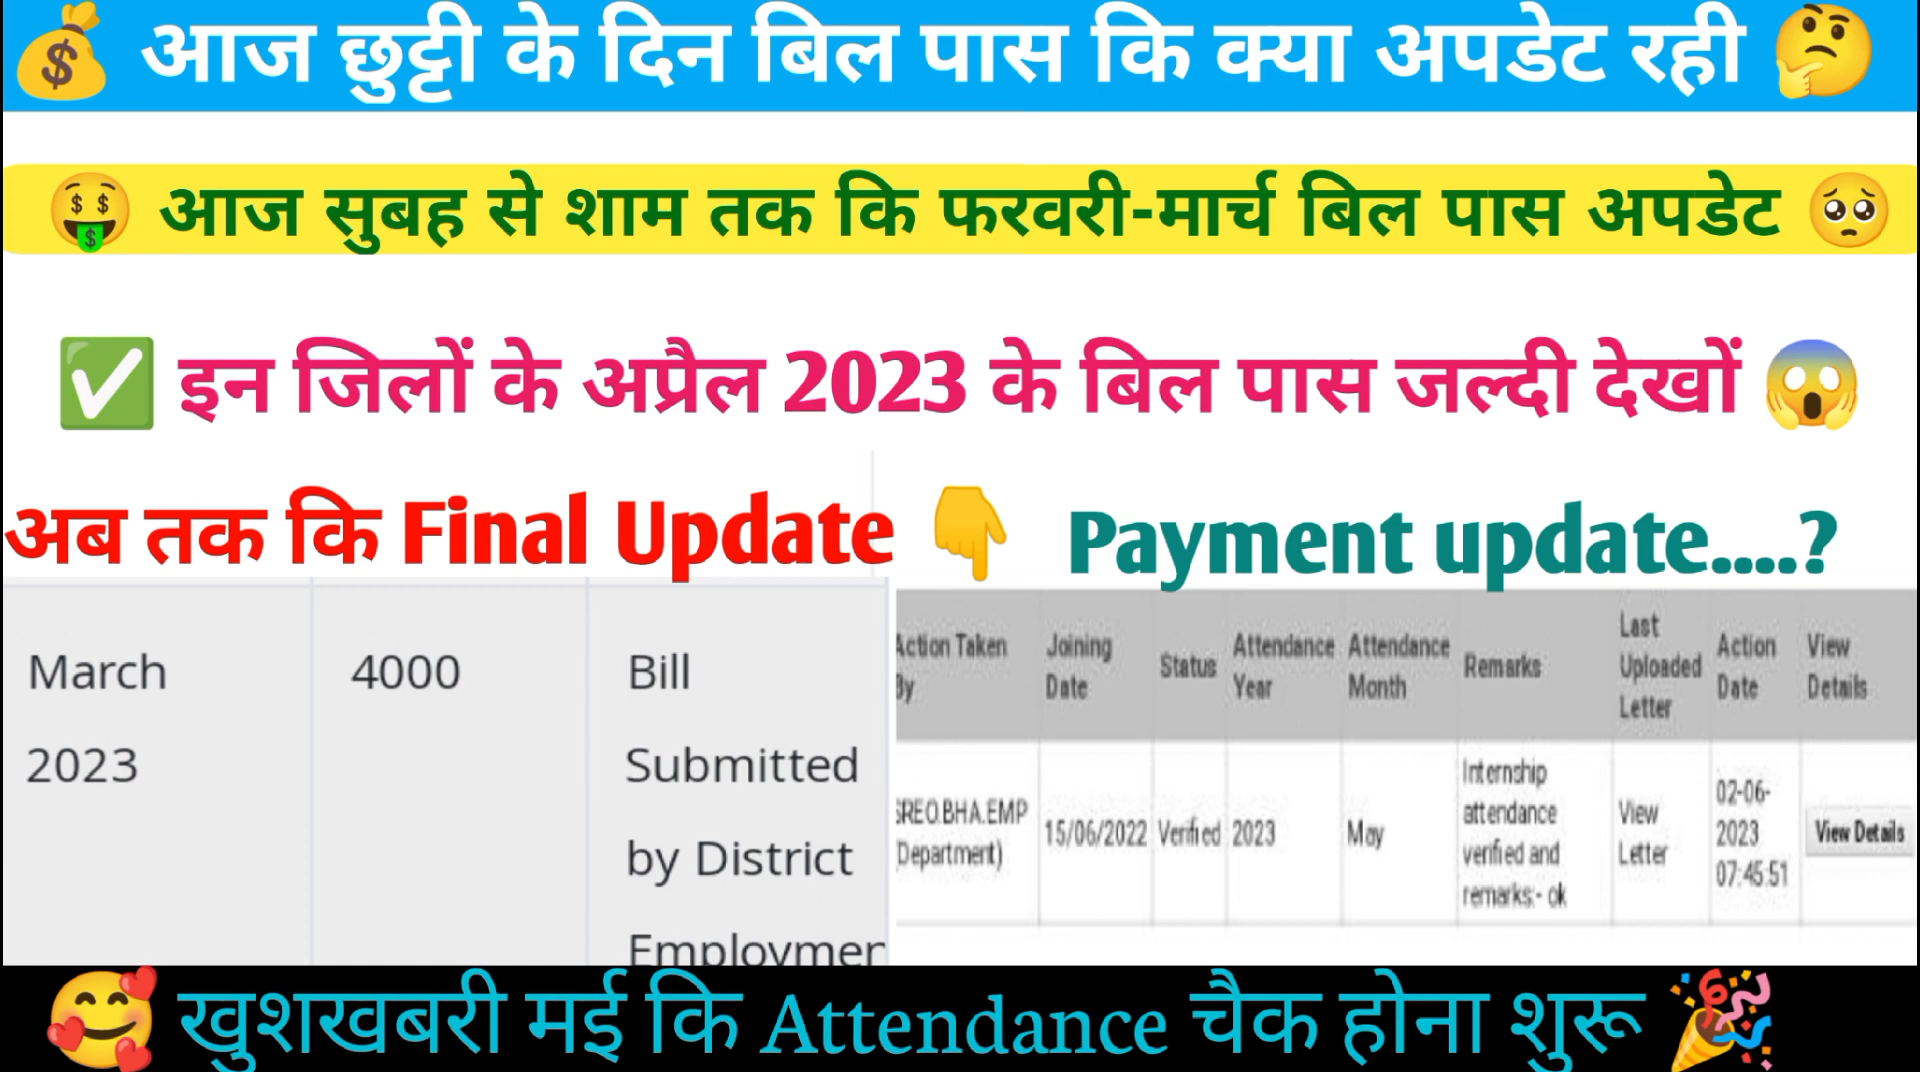 आज छुट्टी के दिन बिल पास कि क्या अपडेट रही
आज सुबह से शाम तक कि फरवरी-मार्च बिल पास अपडेट
इन जिलों के अप्रैल 2023 के बिल पास जल्दी देखों
अब तक कि Final Update
Payment update....?
March 2023
4000
Bill
Submitted
by District
Action Taken By
Joining Date
Status
Attendance Year
Attendance Month
Remarks
Last Uploaded Letter
Action Date
View Details
SREO.BHA.EMP
(Department)
15/06/2022
Verified
2023
May
Internship
attendance
verified and
remarks:- ok
View
Letter
02-06-
2023
07:45:51
View Details
खुशखबरी मई कि Attendance चैक होना शुरू